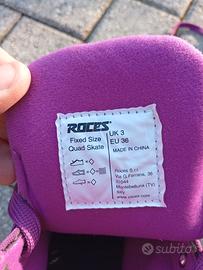 ROCES
Fixed Size
Quad Skate
UK 3
EU 36
MADE IN CHINA
Roces S.r.l.
Via G. Ferraris, 36
31044
Montebelluna (TV)
Italy
www.roces.com
subito